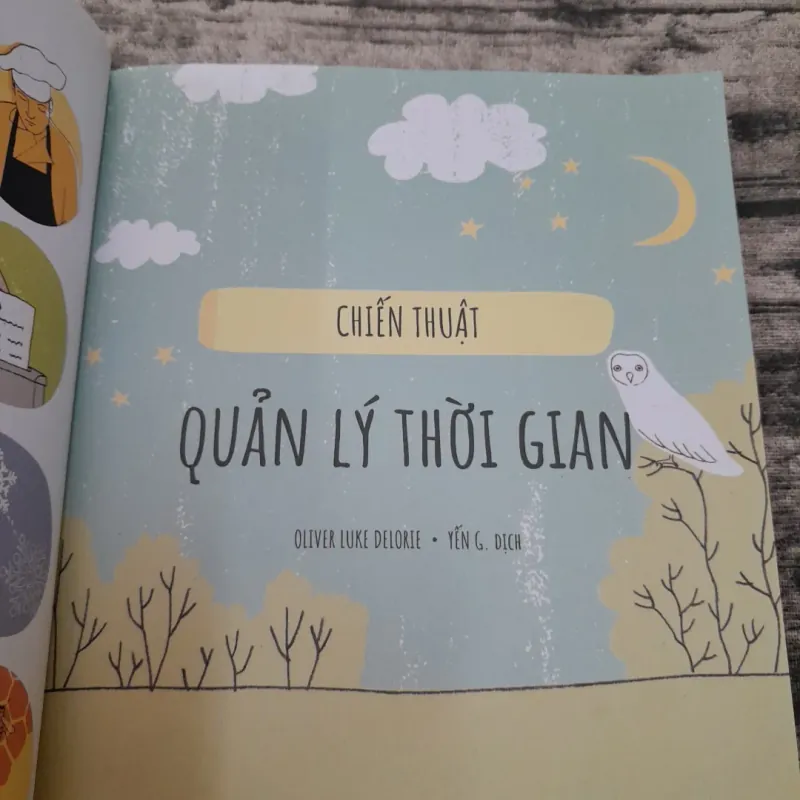 CHIẾN THUẬT
QUẢN LÝ THỜI GIAN
OLIVER LUKE DELORIE • YẾN G. DỊCH